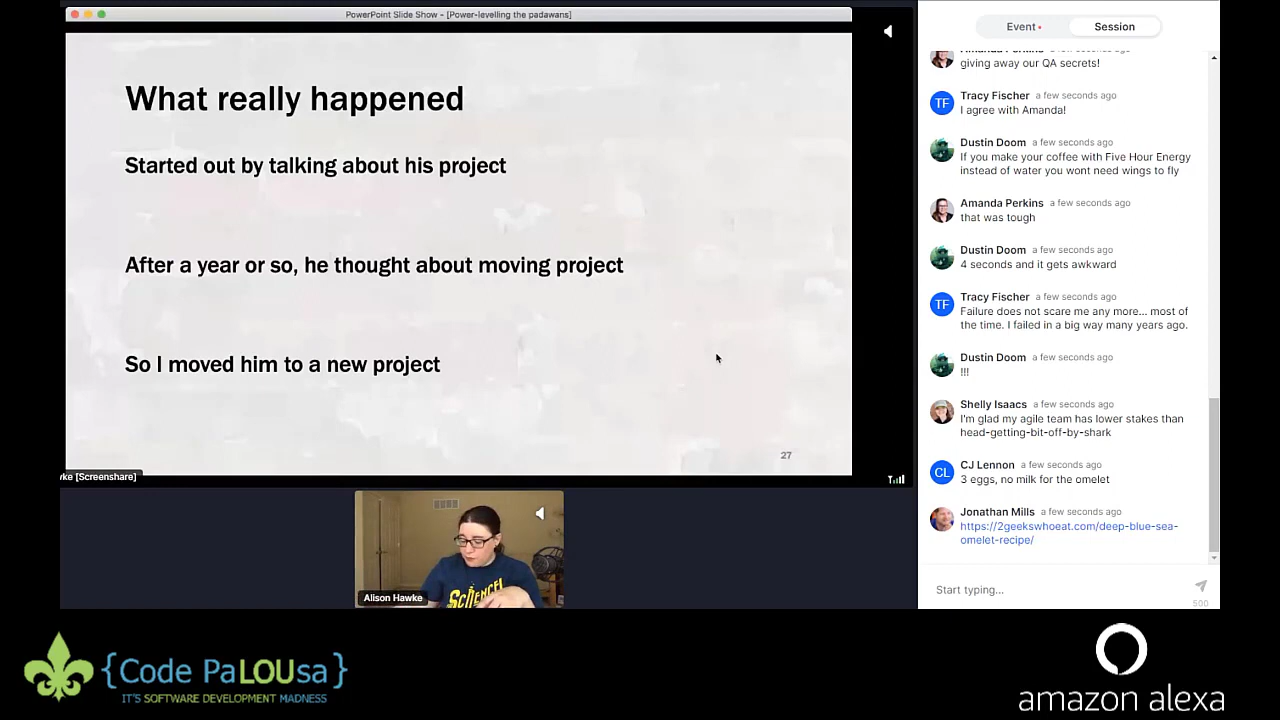 PowerPoint Slide Show - [Power-levelling the padawans]
What really happened
Started out by talking about his project
After a year or so, he thought about moving project
So I moved him to a new project
27
[Screenshare]
Alison Hawke
SCIENCE!
Event
Session
a few seconds ago
giving away our QA secrets!
TF
Tracy Fischer a few seconds ago
I agree with Amanda!
Dustin Doom a few seconds ago
If you make your coffee with Five Hour Energy
instead of water you wont need wings to fly
Amanda Perkins a few seconds ago
that was tough
Dustin Doom a few seconds ago
4 seconds and it gets awkward
TF
Tracy Fischer a few seconds ago
Failure does not scare me any more... most of
the time. I failed in a big way many years ago.
Dustin Doom a few seconds ago
!!!
Shelly Isaacs a few seconds ago
I'm glad my agile team has lower stakes than
head-getting-bit-off-by-shark
CL
CJ Lennon a few seconds ago
3 eggs, no milk for the omelet
Jonathan Mills a few seconds ago
https://2geekswhoeat.com/deep-blue-sea-
omelet-recipe/
Start typing...
500
{Code PaLOUsa}
IT'S SOFTWARE DEVELOPMENT MADNESS
amazon alexa